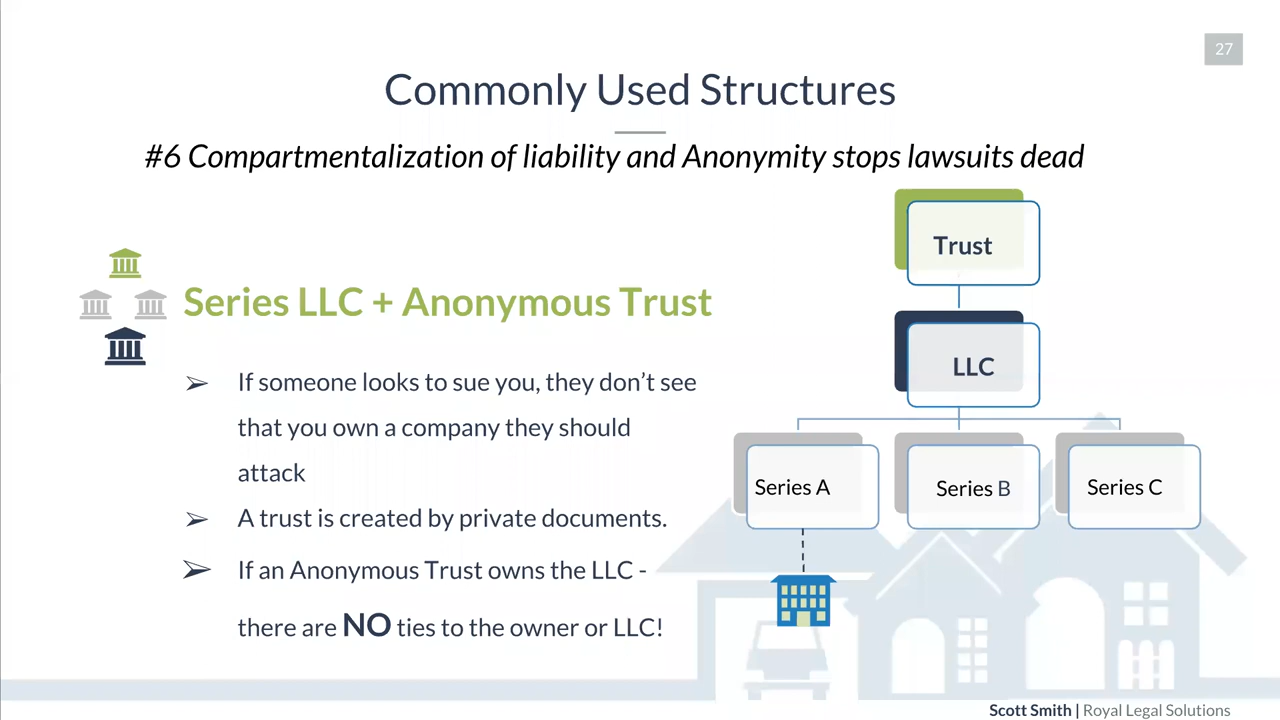 27
Commonly Used Structures
#6 Compartmentalization of liability and Anonymity stops lawsuits dead
Series LLC + Anonymous Trust
➢ If someone looks to sue you, they don’t see
that you own a company they should
attack
➢ A trust is created by private documents.
➢ If an Anonymous Trust owns the LLC -
there are NO ties to the owner or LLC!
Trust
LLC
Series A
Series B
Series C
Scott Smith | Royal Legal Solutions